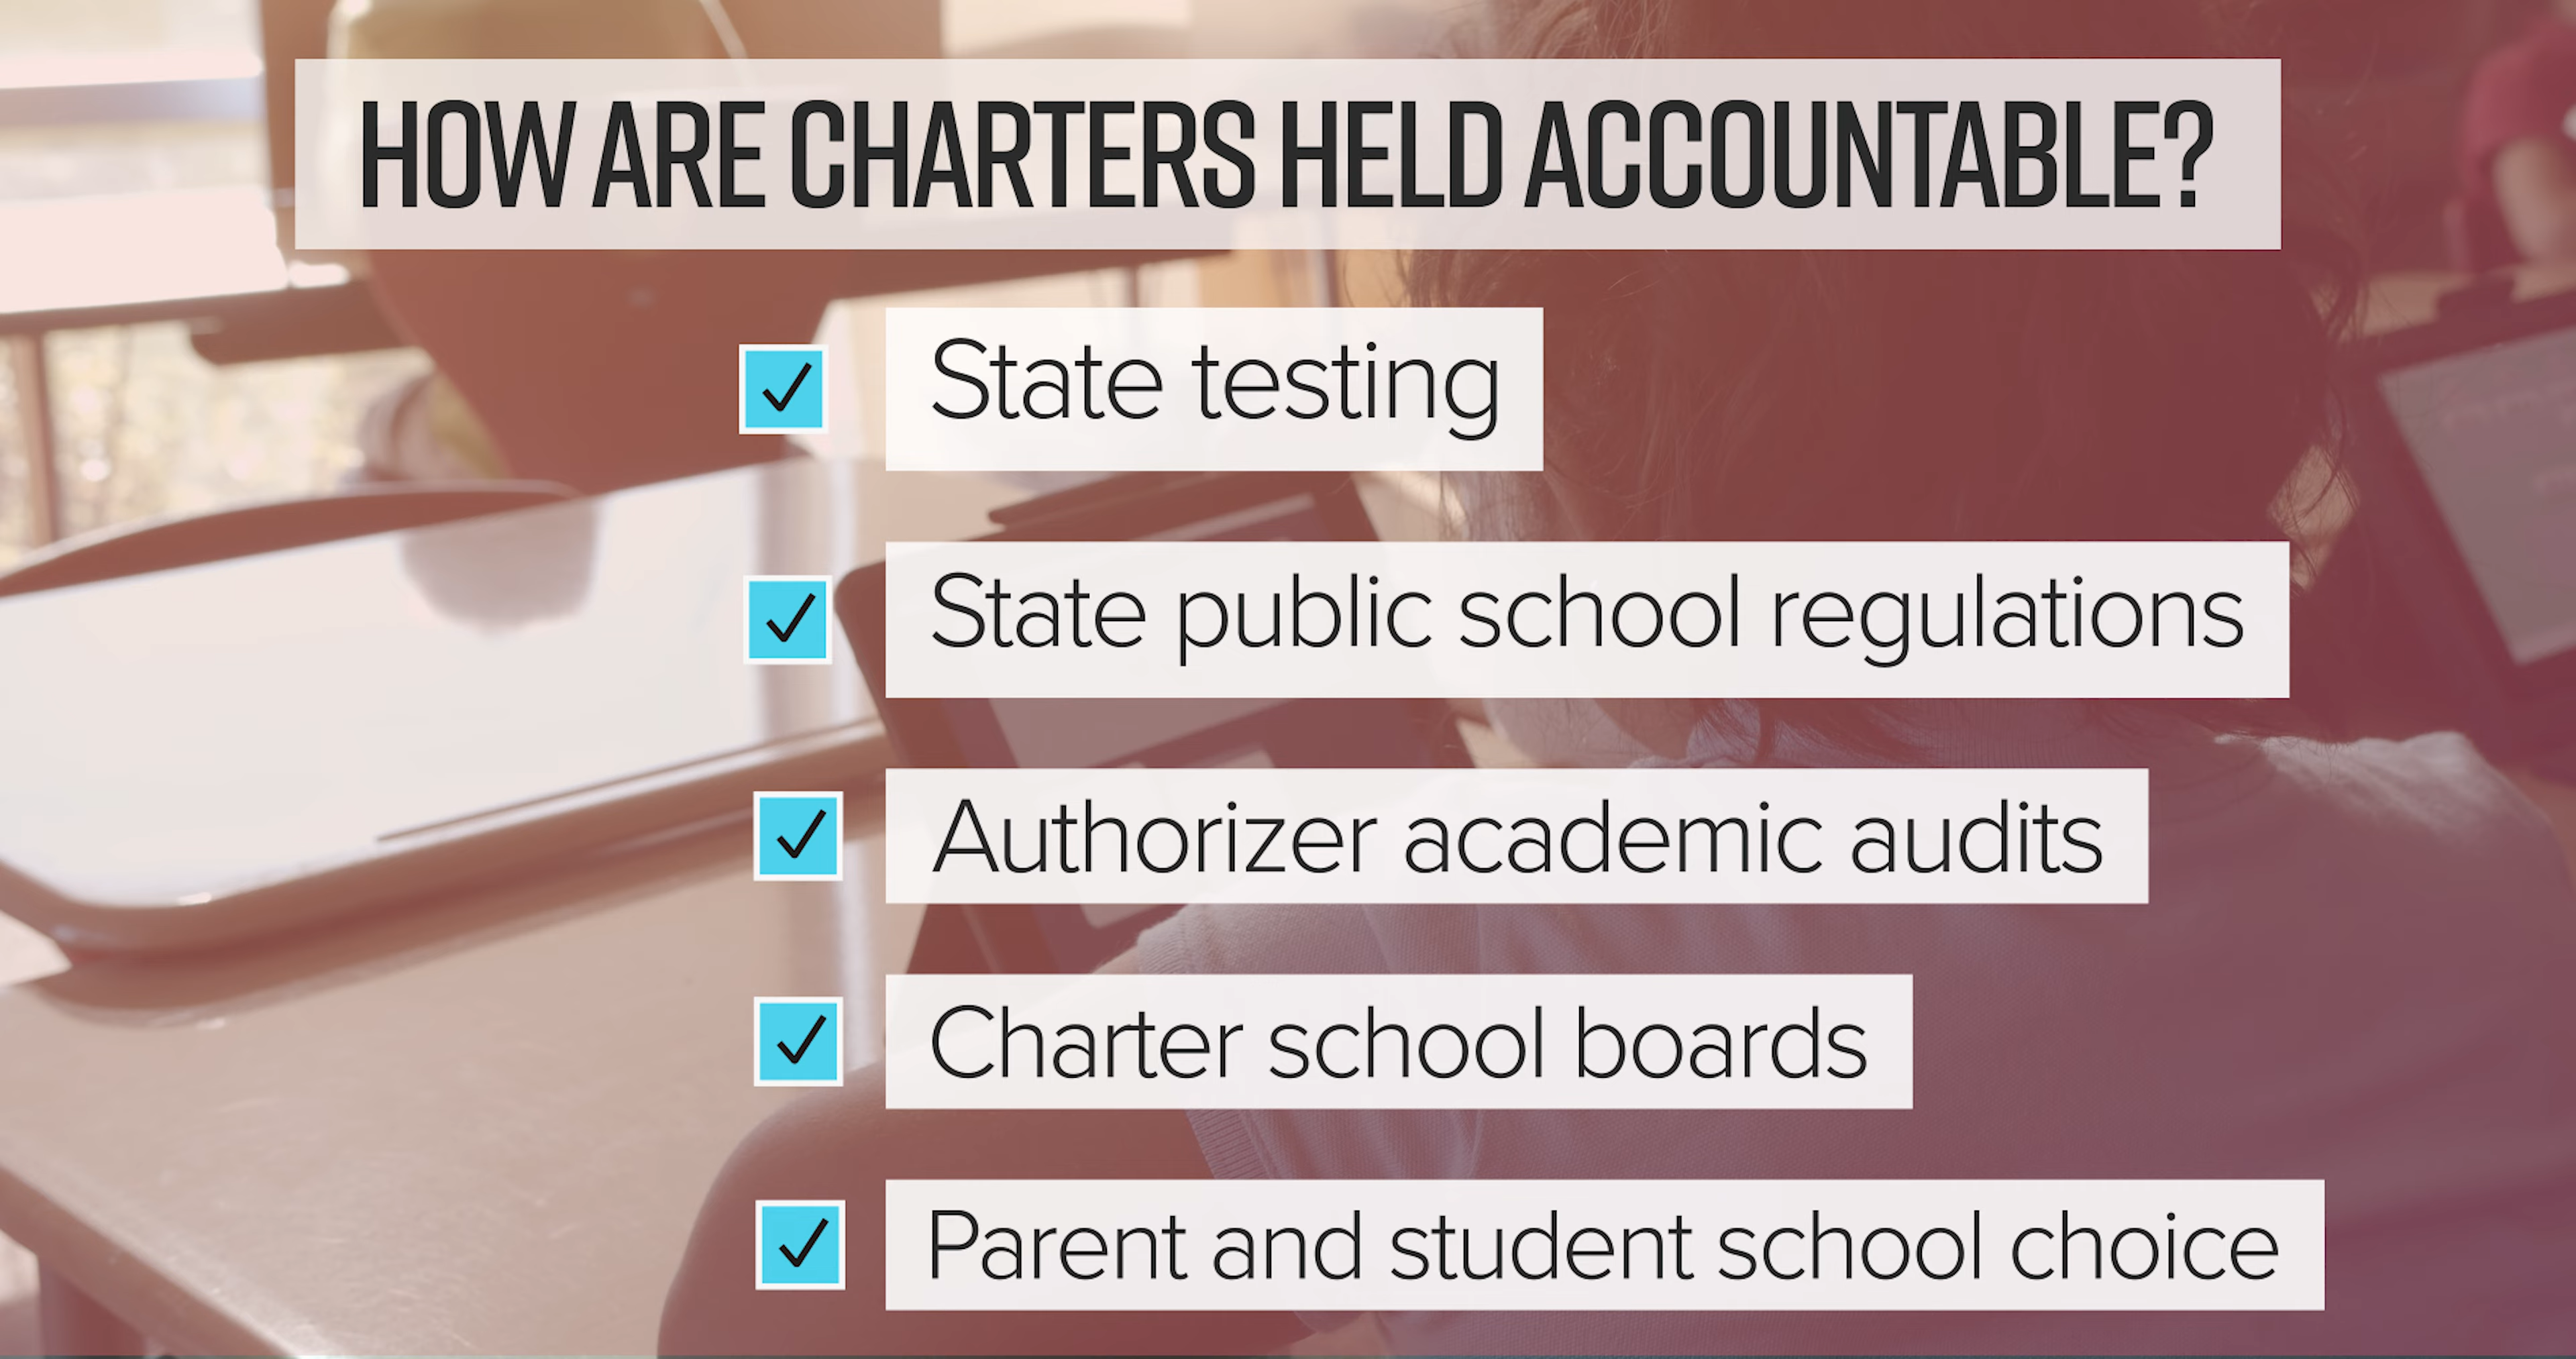 HOW ARE CHARTERS HELD ACCOUNTABLE?
State testing
State public school regulations
Authorizer academic audits
Charter school boards
Parent and student school choice